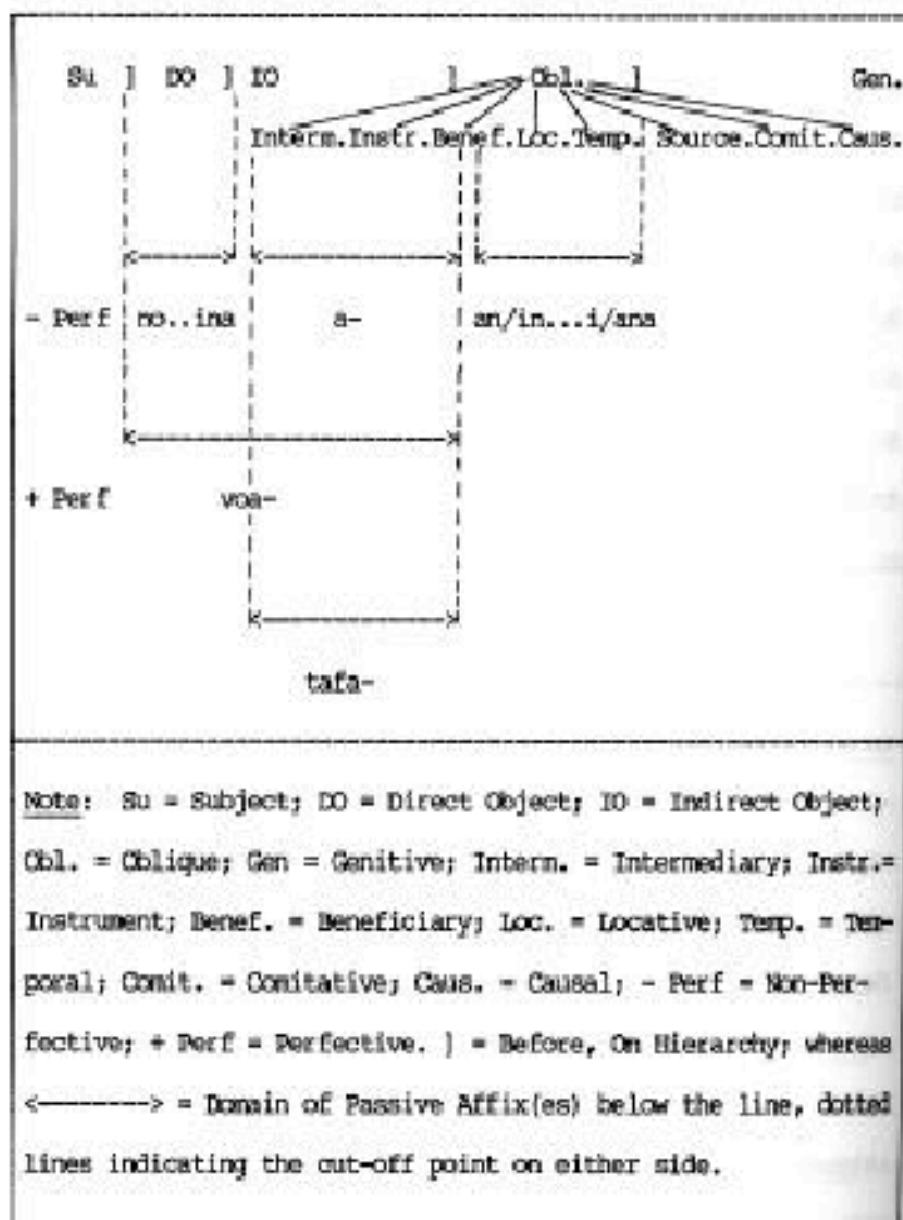 Su ] DO ] IO ] Obl. ] Gen.
Interm.Instr.Benef.Loc.Temp. Source.Comit.Caus.
- Perf no..ina a- an/in...i/ana
+ Perf voa-
tafa-
Note: Su = Subject; DO = Direct Object; IO = Indirect Object;
Obl. = Oblique; Gen = Genitive; Interm. = Intermediary; Instr.=
Instrument; Benef. = Beneficiary; Loc. = Locative; Temp. = Tem-
poral; Comit. = Comitative; Caus. = Causal; - Perf = Non-Per-
fective; + Perf = Perfective. ] = Before, On Hierarchy; whereas
<---------> = Domain of Passive Affix(es) below the line, dotted
lines indicating the cut-off point on either side.